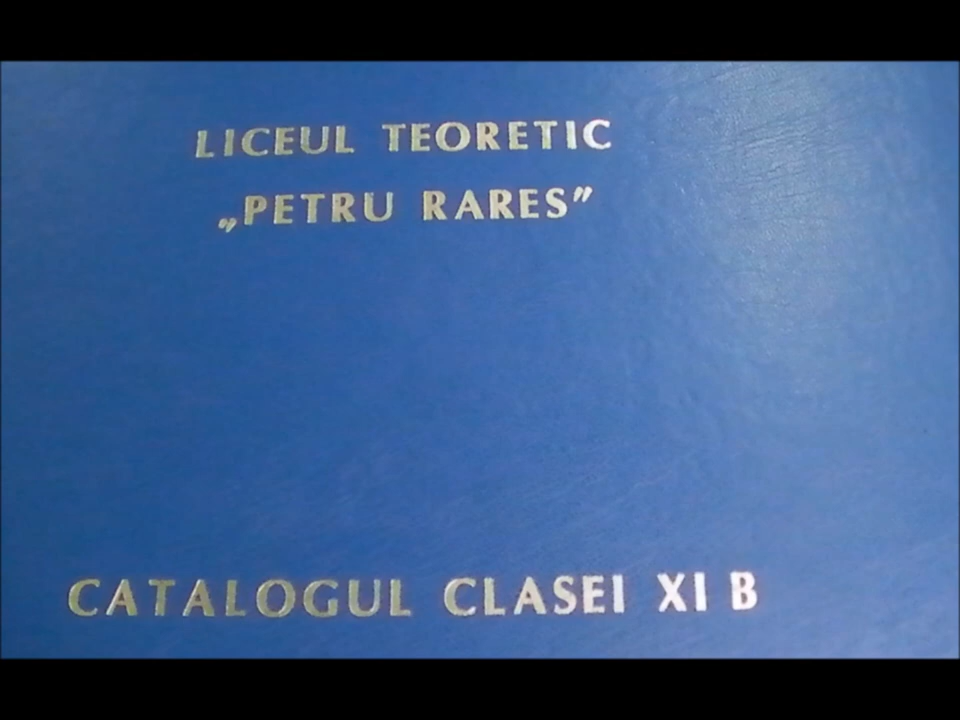 LICEUL TEORETIC
„PETRU RARES”
CATALOGUL CLASEI XI B